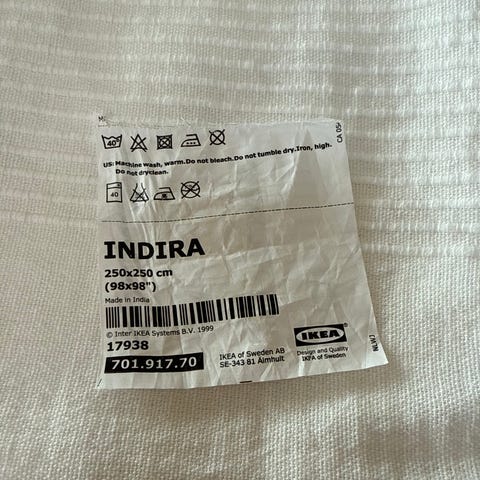 40°
US: Machine wash, warm.Do not bleach.Do not tumble dry.Iron, high.
Do not dryclean.
40
INDIRA
250x250 cm
(98x98")
Made in India
© Inter IKEA Systems B.V. 1999
17938
701.917.70
IKEA of Sweden AB
SE-343 81 Älmhult
IKEA
Design and Quality
IKEA of Sweden
NLWJ